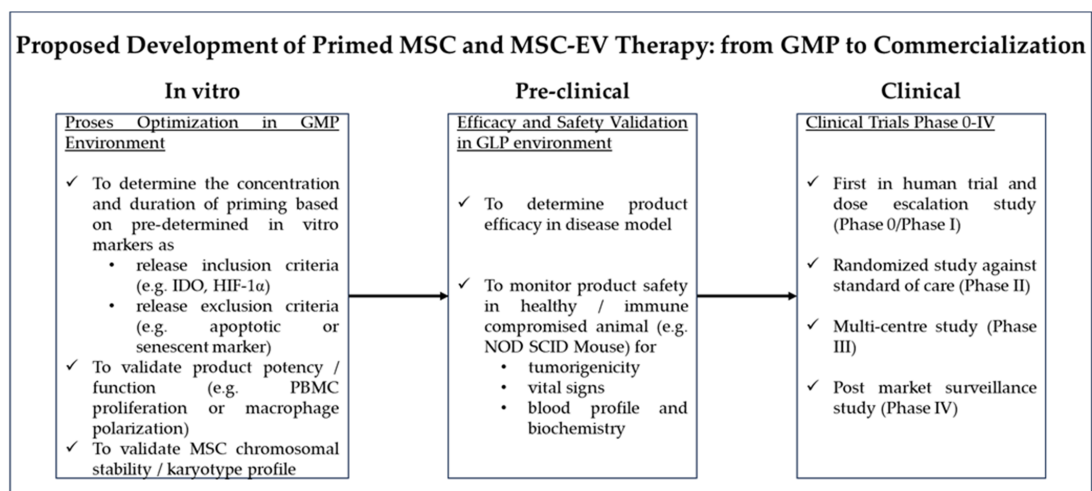 Proposed Development of Primed MSC and MSC-EV Therapy: from GMP to Commercialization
In vitro
Proses Optimization in GMP
Environment
✓ To determine the concentration
and duration of priming based
on pre-determined in vitro
markers as
• release inclusion criteria
(e.g. IDO, HIF-1α)
• release exclusion criteria
(e.g. apoptotic or
senescent marker)
✓ To validate product potency /
function (e.g. PBMC
proliferation or macrophage
polarization)
✓ To validate MSC chromosomal
stability / karyotype profile
Pre-clinical
Efficacy and Safety Validation
in GLP environment
✓ To determine product
efficacy in disease model
✓ To monitor product safety
in healthy / immune
compromised animal (e.g.
NOD SCID Mouse) for
• tumorigenicity
• vital signs
• blood profile and
biochemistry
Clinical
Clinical Trials Phase 0-IV
✓ First in human trial and
dose escalation study
(Phase 0/Phase I)
✓ Randomized study against
standard of care (Phase II)
✓ Multi-centre study (Phase
III)
✓ Post market surveillance
study (Phase IV)